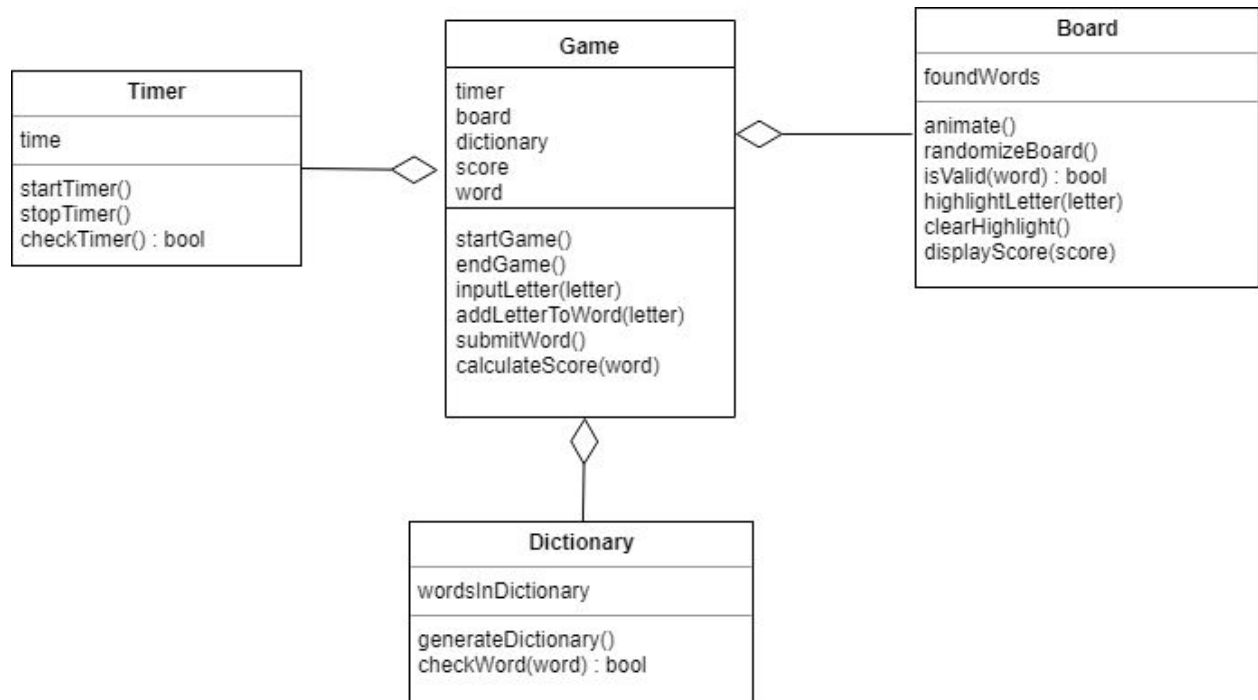 Timer
time
startTimer()
stopTimer()
checkTimer() : bool
Game
timer
board
dictionary
score
word
startGame()
endGame()
inputLetter(letter)
addLetterToWord(letter)
submitWord()
calculateScore(word)
Board
foundWords
animate()
randomizeBoard()
isValid(word) : bool
highlightLetter(letter)
clearHighlight()
displayScore(score)
Dictionary
wordsInDictionary
generateDictionary()
checkWord(word) : bool